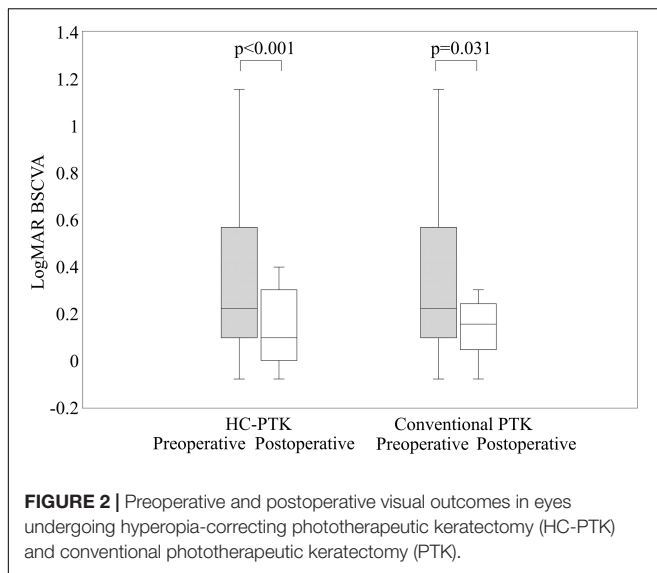 1.4
p<0.001
p=0.031
1.2
1
0.8
0.6
0.4
0.2
0
-0.2
LogMAR BSCVA
HC-PTK
Preoperative Postoperative
Conventional PTK
Preoperative Postoperative
FIGURE 2 | Preoperative and postoperative visual outcomes in eyes
undergoing hyperopia-correcting phototherapeutic keratectomy (HC-PTK)
and conventional phototherapeutic keratectomy (PTK).